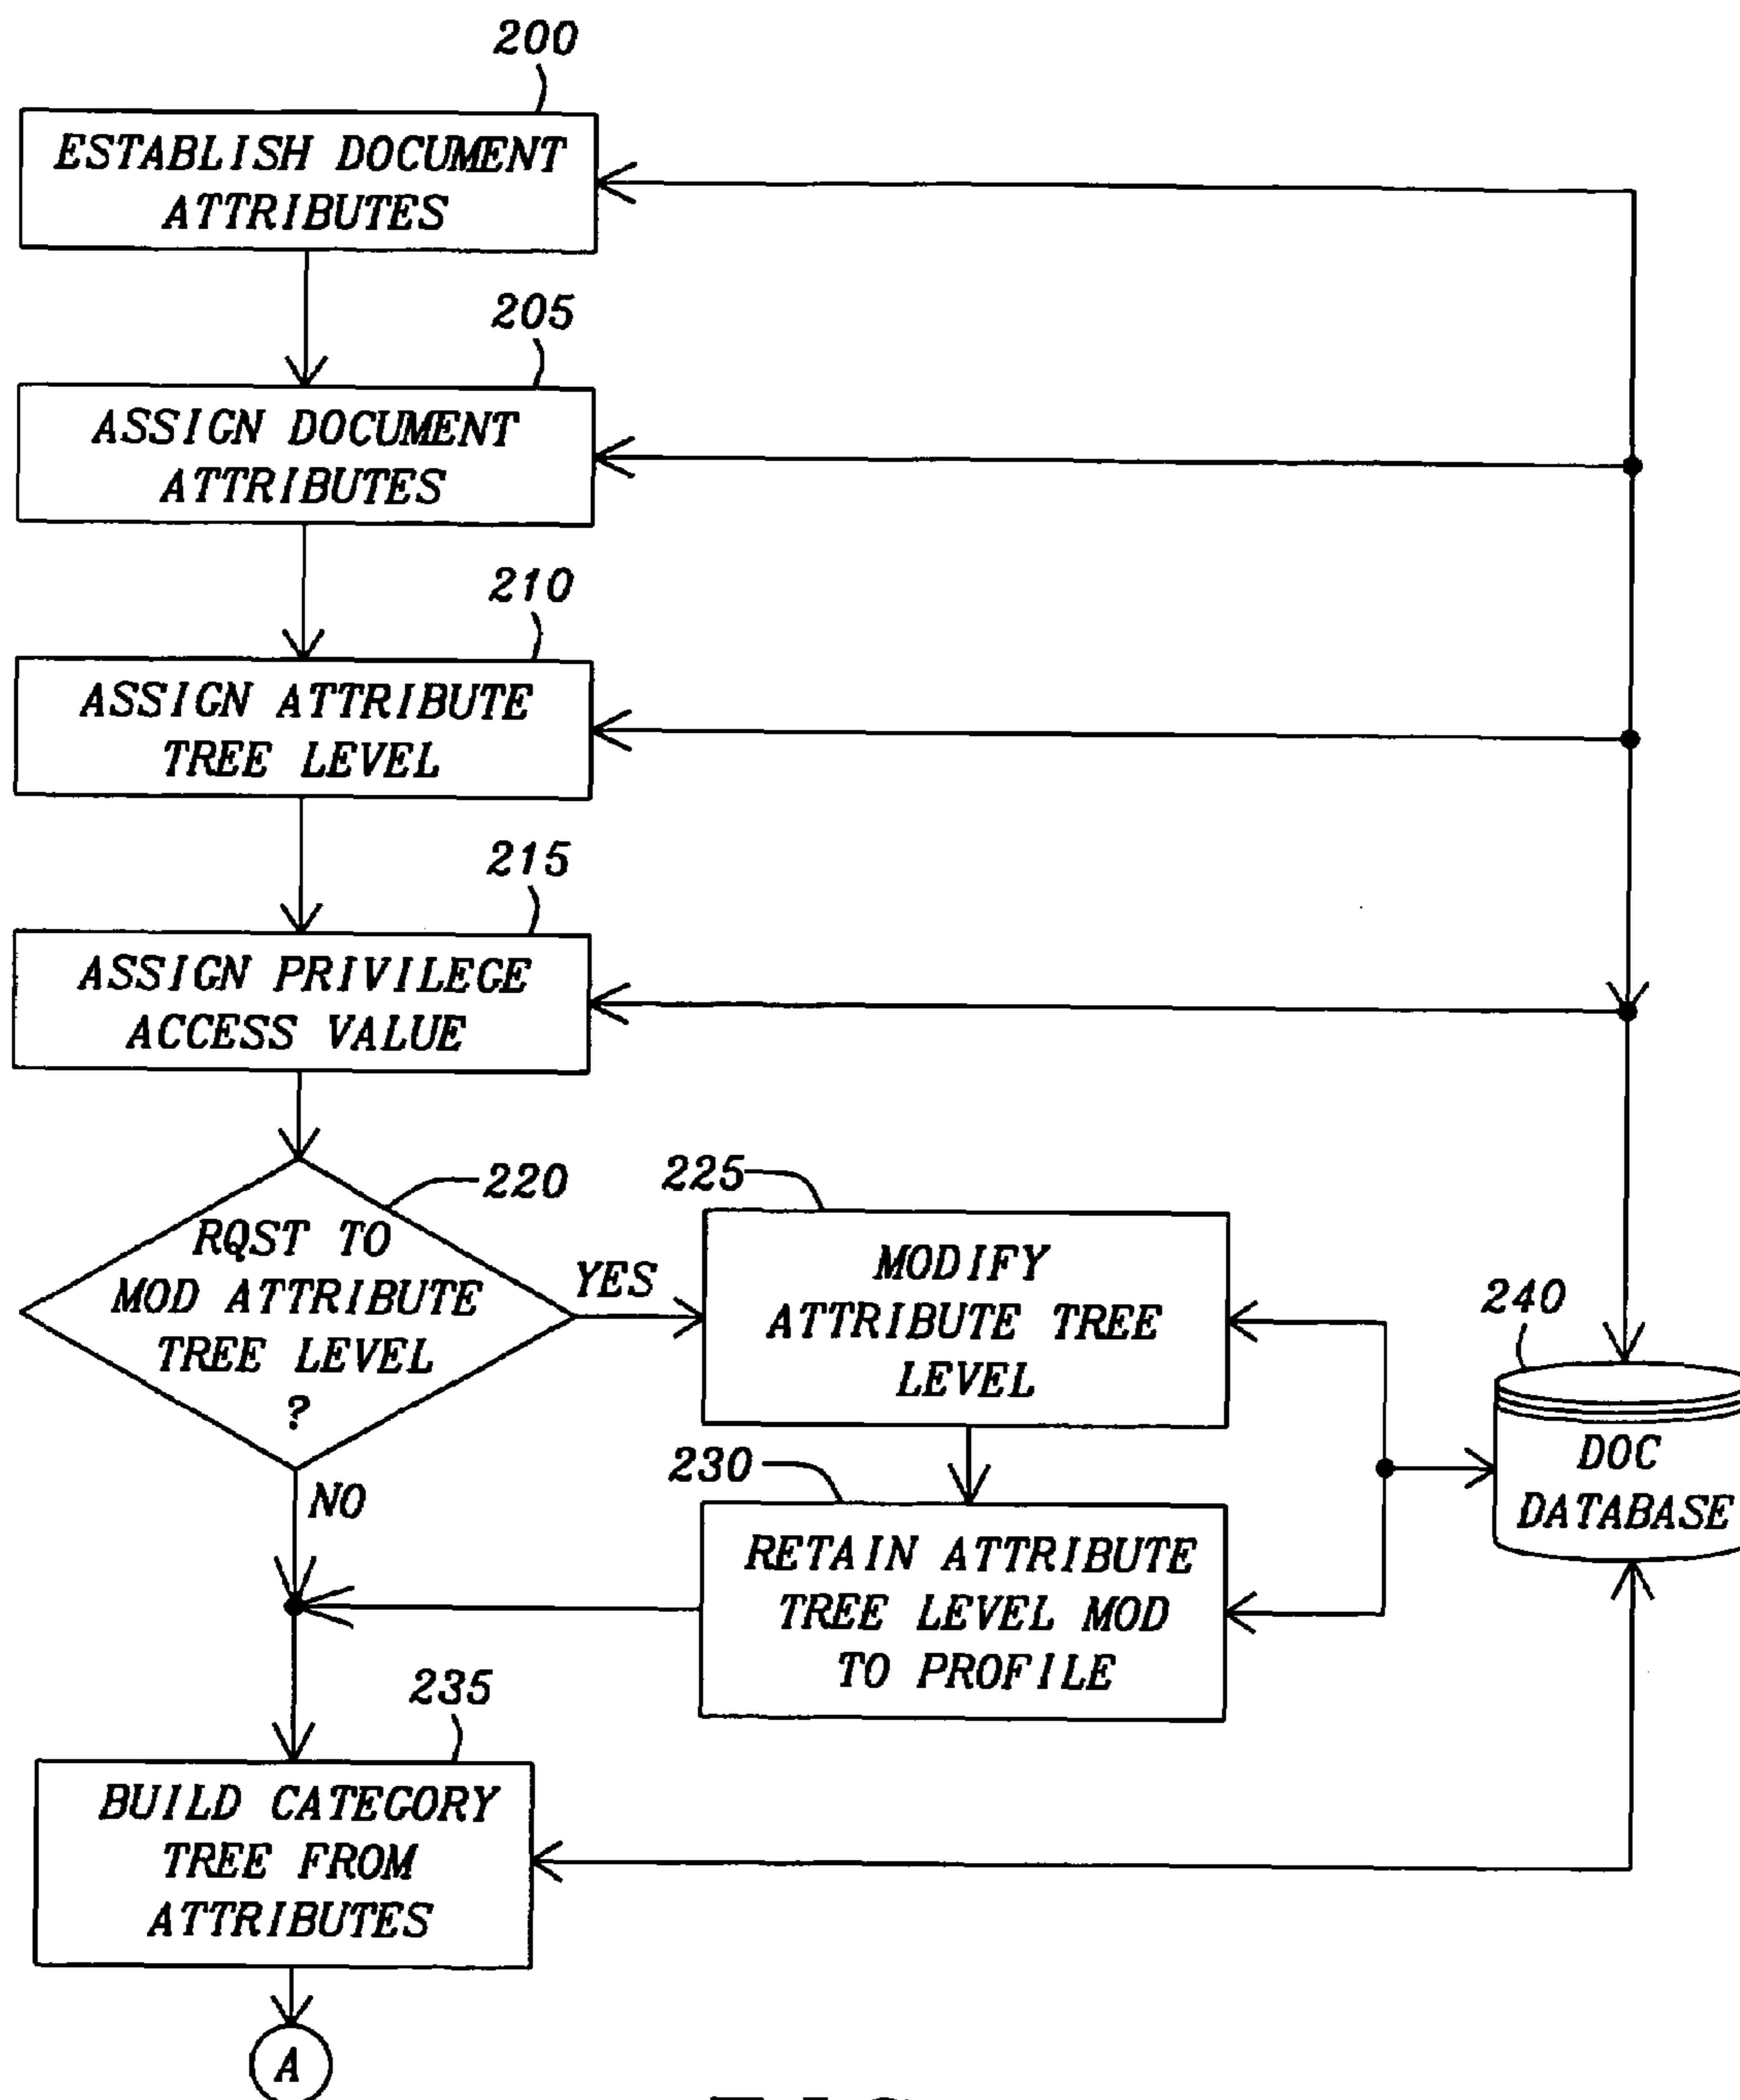 200
ESTABLISH DOCUMENT
ATTRIBUTES
205
ASSIGN DOCUMENT
ATTRIBUTES
210
ASSIGN ATTRIBUTE
TREE LEVEL
215
ASSIGN PRIVILEGE
ACCESS VALUE
220
RQST TO
MOD ATTRIBUTE
TREE LEVEL
?
YES
NO
225
MODIFY
ATTRIBUTE TREE
LEVEL
230
RETAIN ATTRIBUTE
TREE LEVEL MOD
TO PROFILE
240
DOC
DATABASE
235
BUILD CATEGORY
TREE FROM
ATTRIBUTES
A